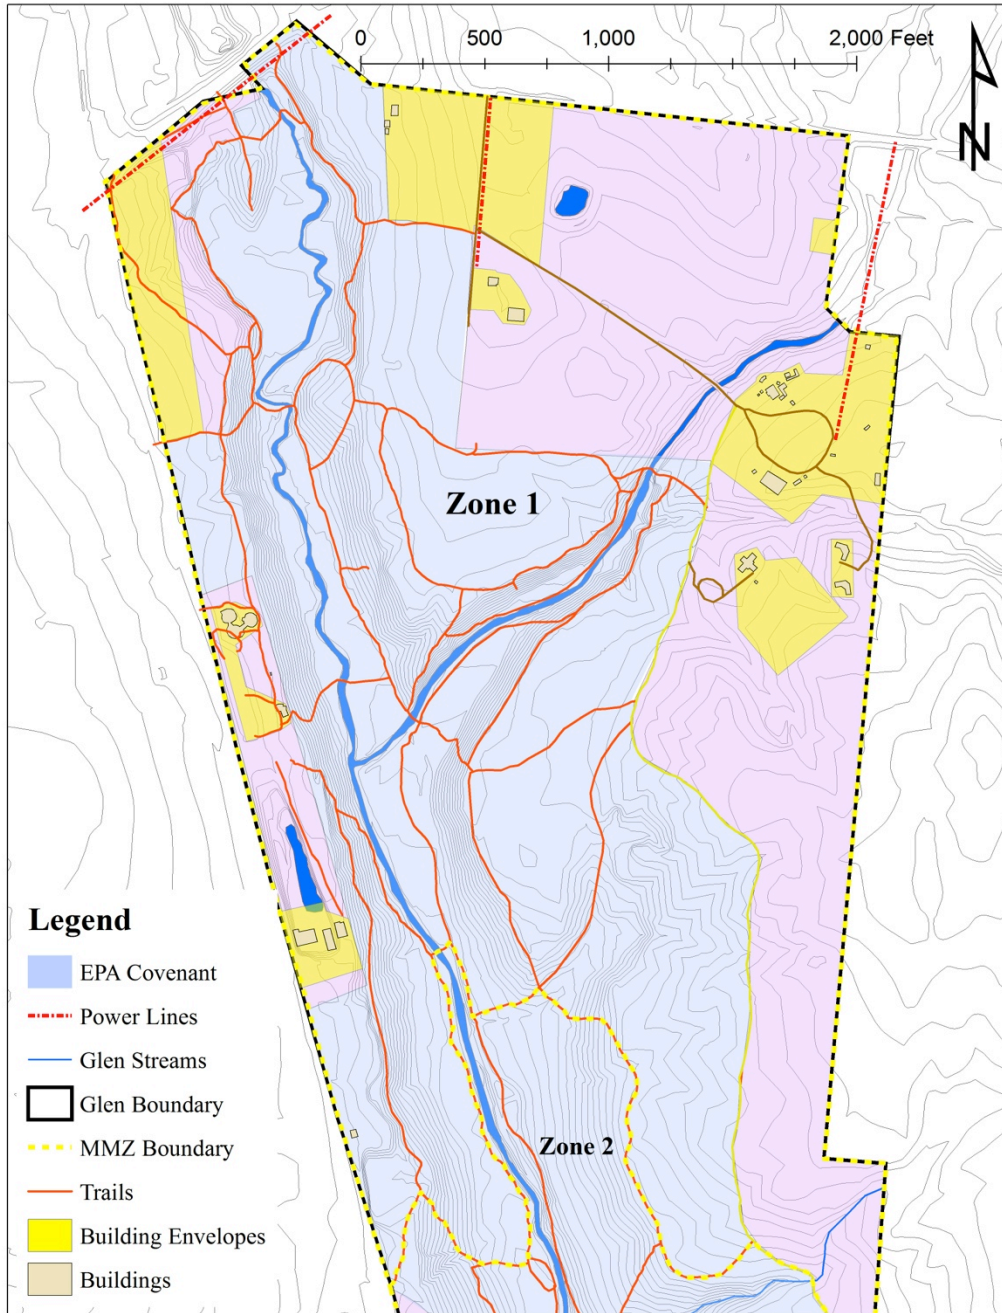 0 500 1,000 2,000 Feet
N
Zone 1
Zone 2
Legend
EPA Covenant
Power Lines
Glen Streams
Glen Boundary
MMZ Boundary
Trails
Building Envelopes
Buildings